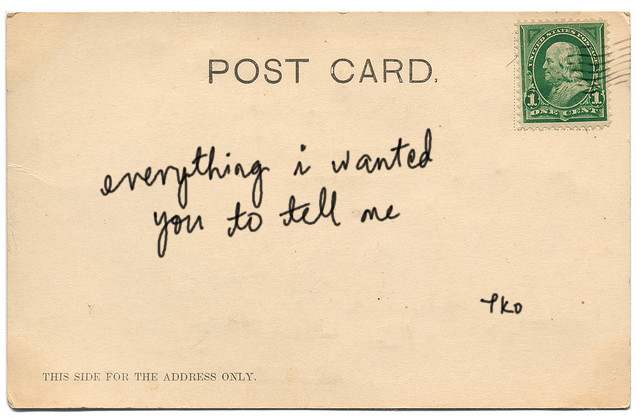 POST CARD.
UNITED STATES POSTAGE
1 1
ONE CENT
everything i wanted
you to tell me
TKO
THIS SIDE FOR THE ADDRESS ONLY.